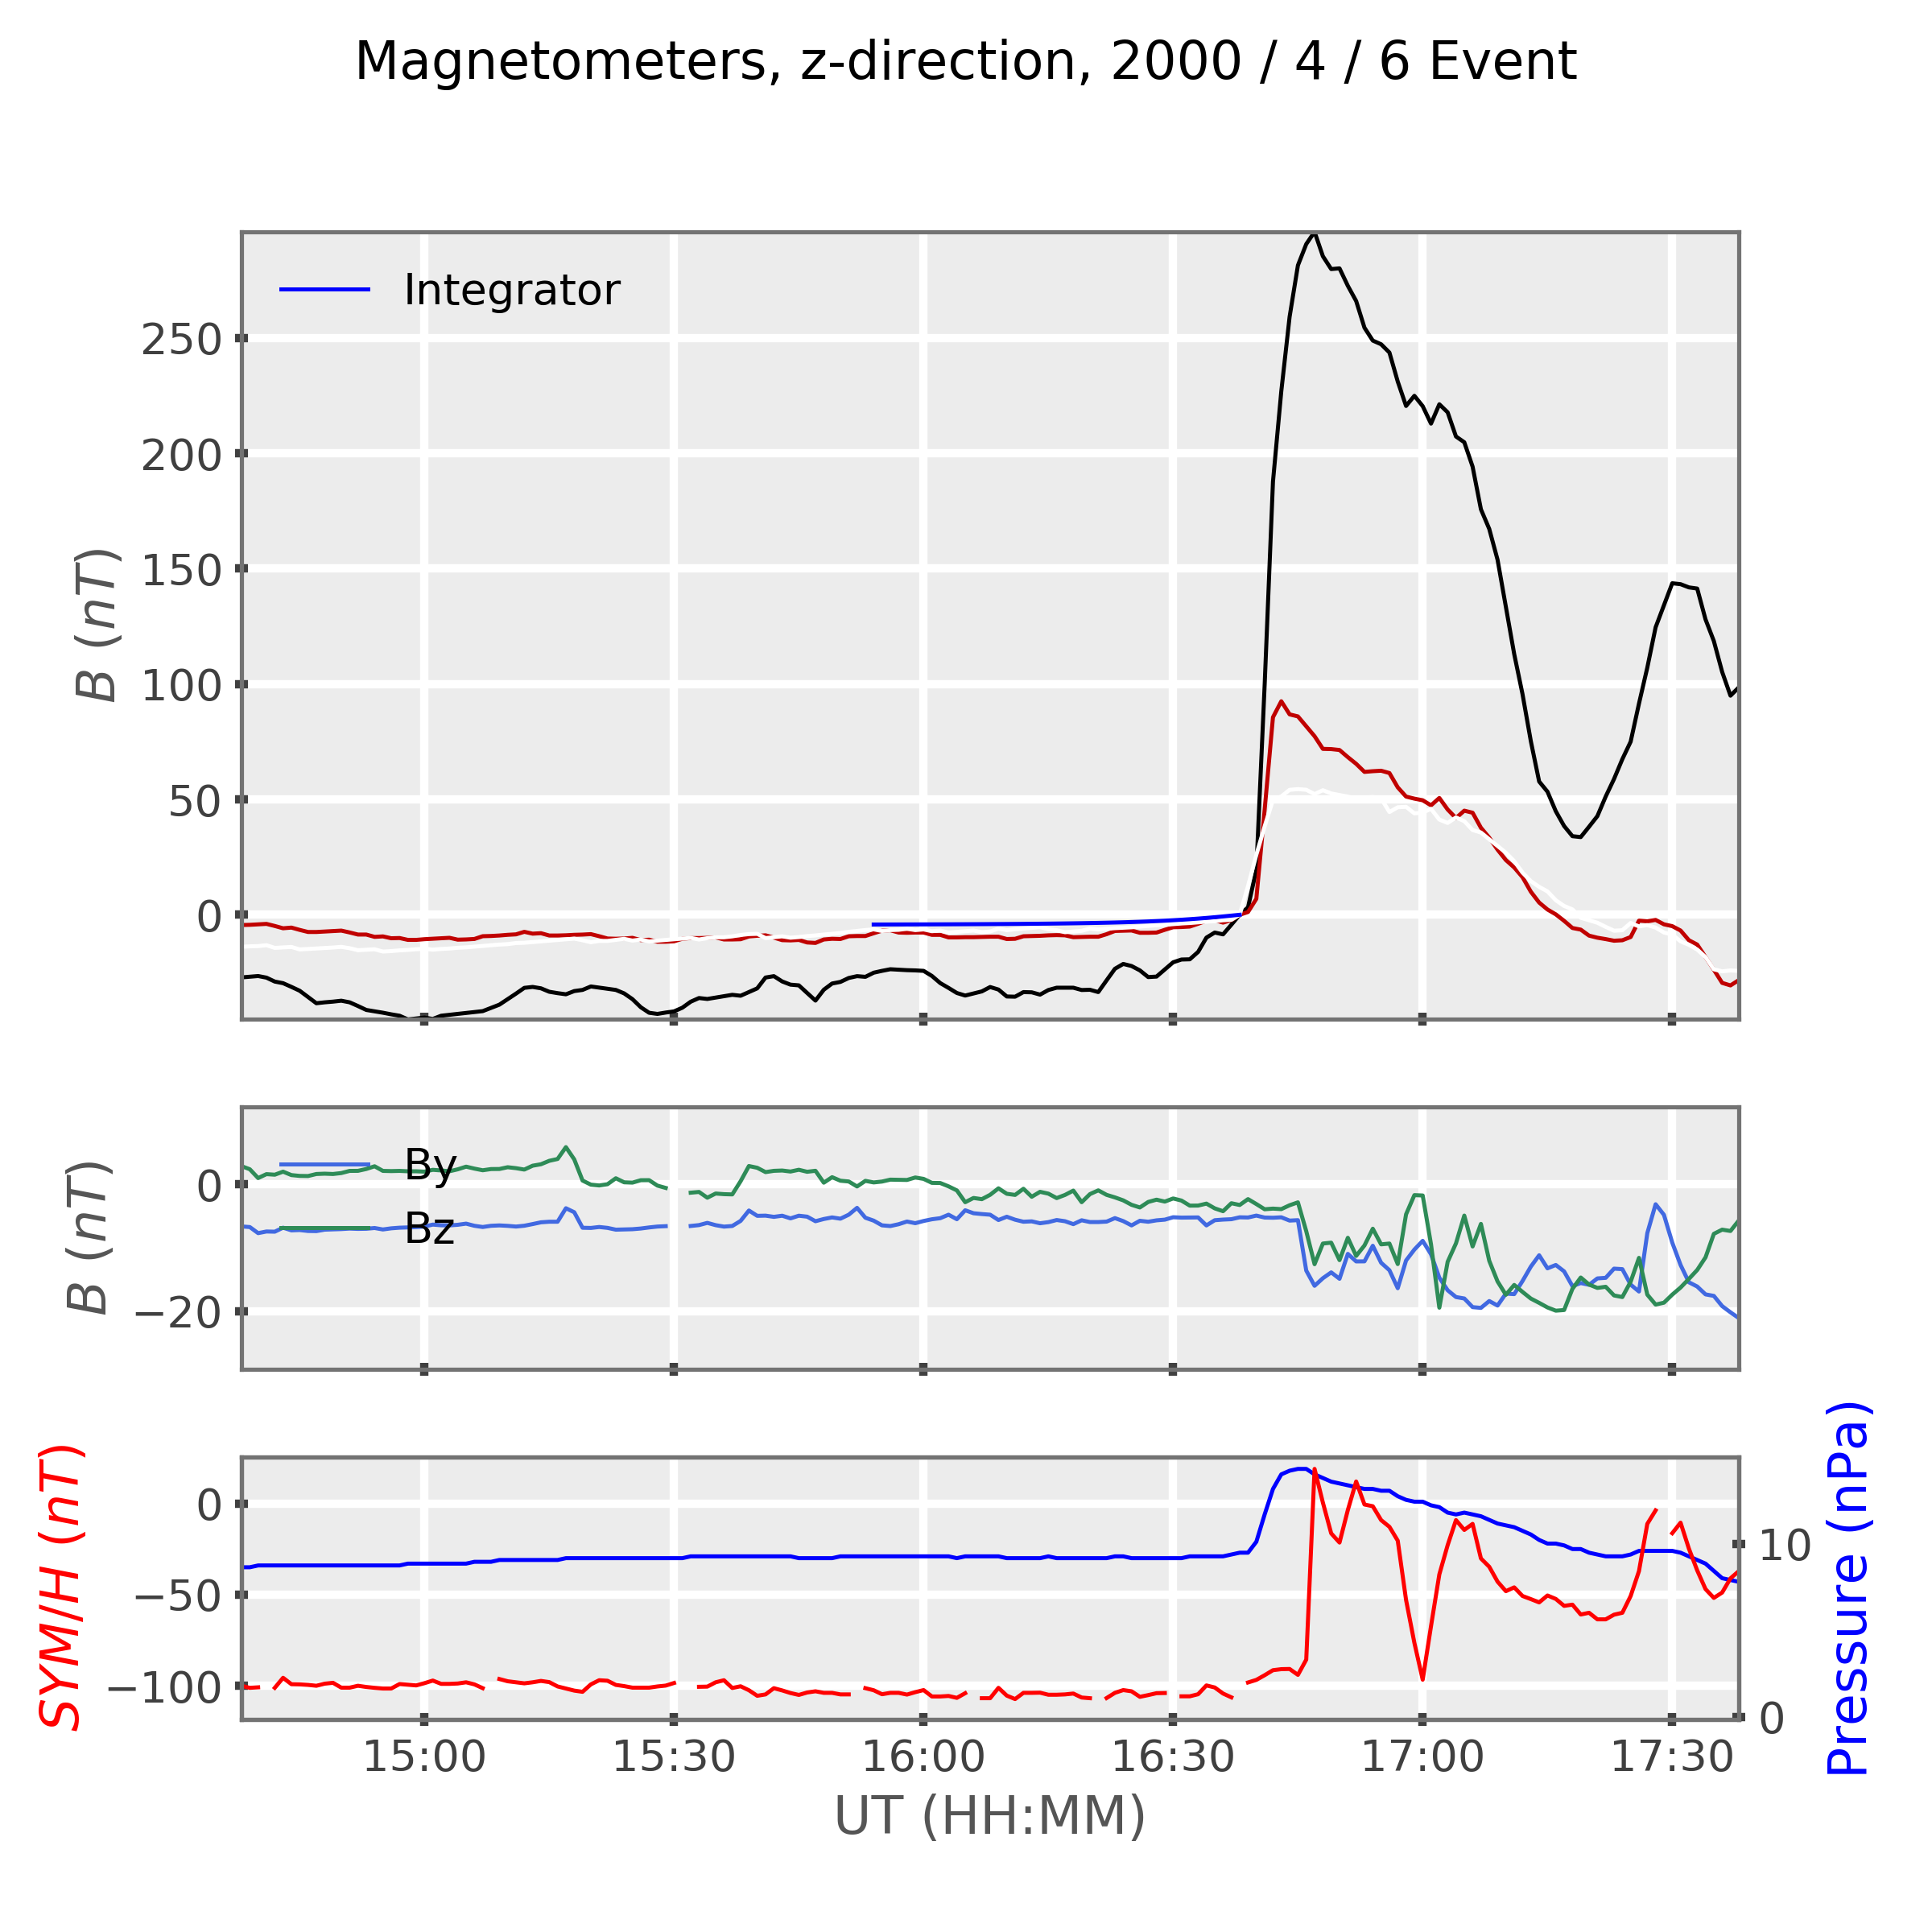 Magnetometers, z-direction, 2000 / 4 / 6 Event
Integrator
250
200
150
100
50
0
B (nT)
By
Bz
0
−20
B (nT)
0
−50
−100
SYM/H (nT)
10
0
Pressure (nPa)
15:00 15:30 16:00 16:30 17:00 17:30
UT (HH:MM)